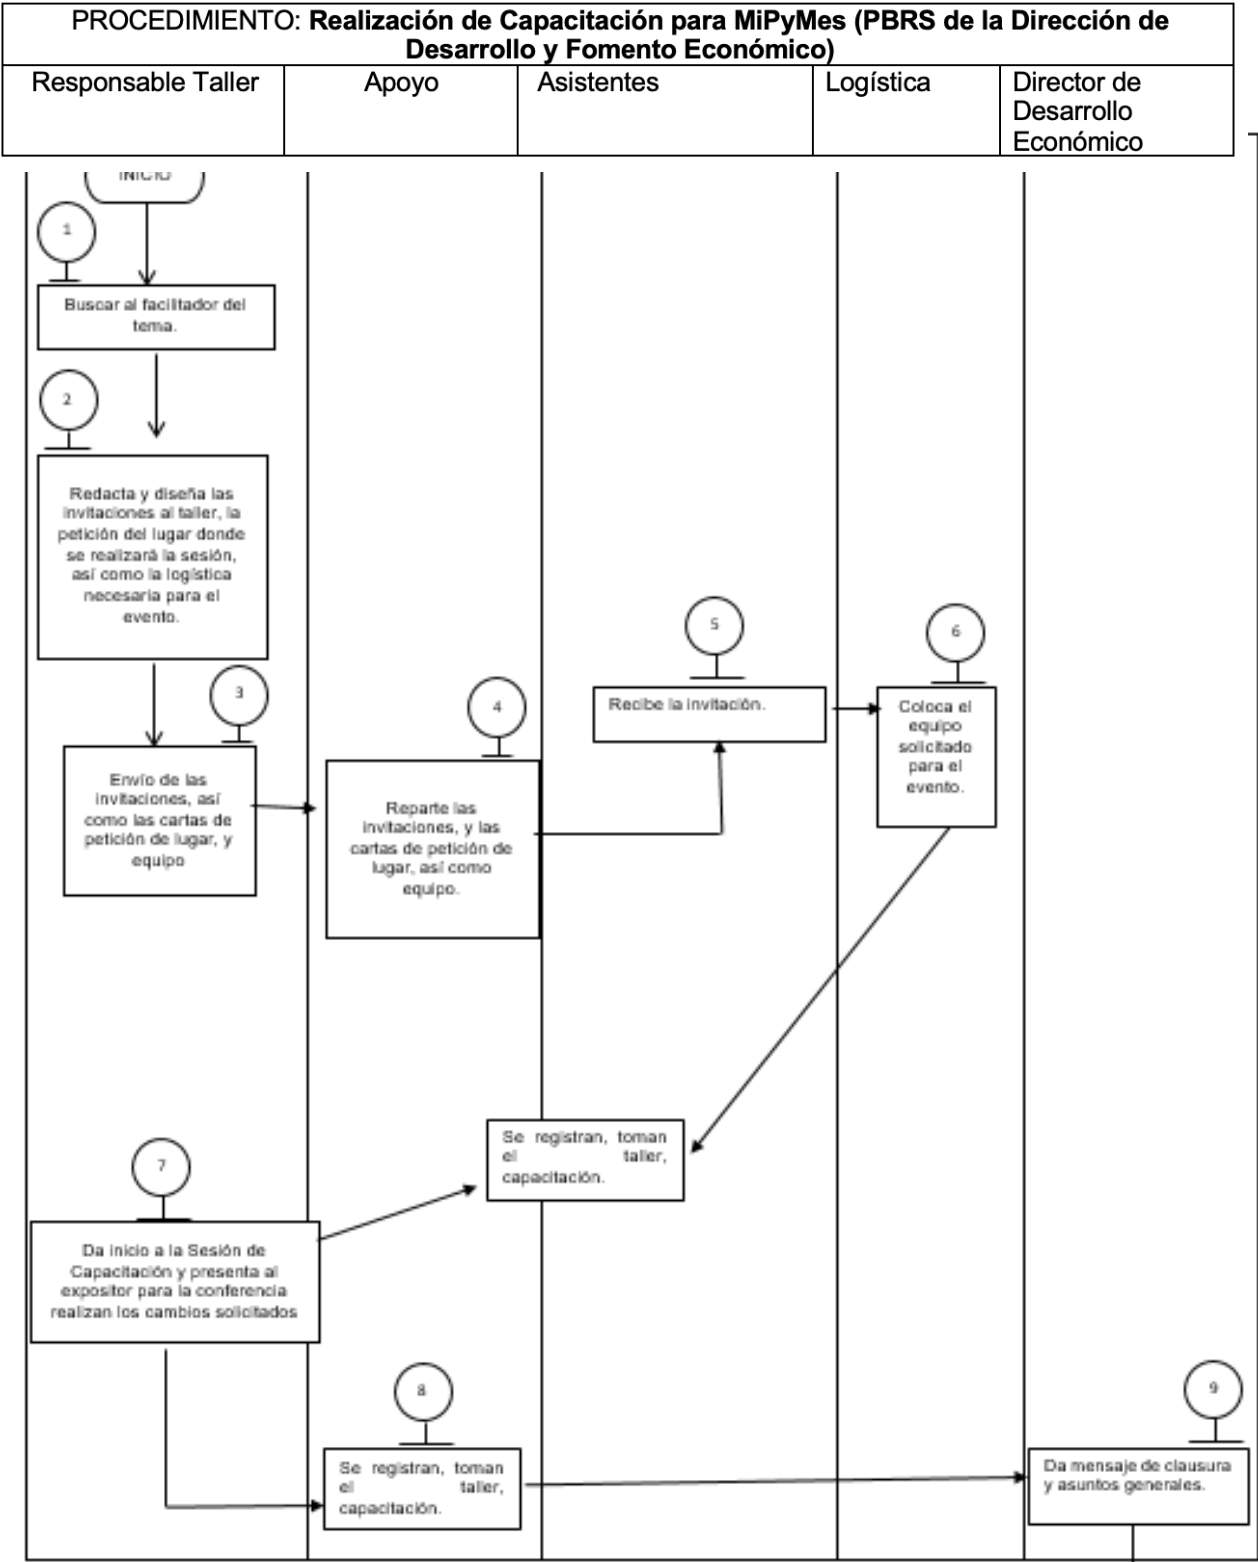 PROCEDIMIENTO: Realización de Capacitación para MiPyMes (PBRS de la Dirección de
Desarrollo y Fomento Económico)
Responsable Taller
Apoyo
Asistentes
Logística
Director de
Desarrollo
Económico
INICIO
1
Buscar al facilitador del
tema.
2
Redacta y diseña las
invitaciones al taller, la
petición del lugar donde
se realizará la sesión,
así como la logística
necesaria para el
evento.
3
Envío de las
invitaciones, así
como las cartas de
petición de lugar, y
equipo
4
Reparte las
invitaciones, y las
cartas de petición de
lugar, así como
equipo.
5
Recibe la invitación.
6
Coloca el
equipo
solicitado
para el
evento.
Se registran, toman
el taller,
capacitación.
7
Da inicio a la Sesión de
Capacitación y presenta al
expositor para la conferencia
realizan los cambios solicitados
8
Se registran, toman
el taller,
capacitación.
9
Da mensaje de clausura
y asuntos generales.